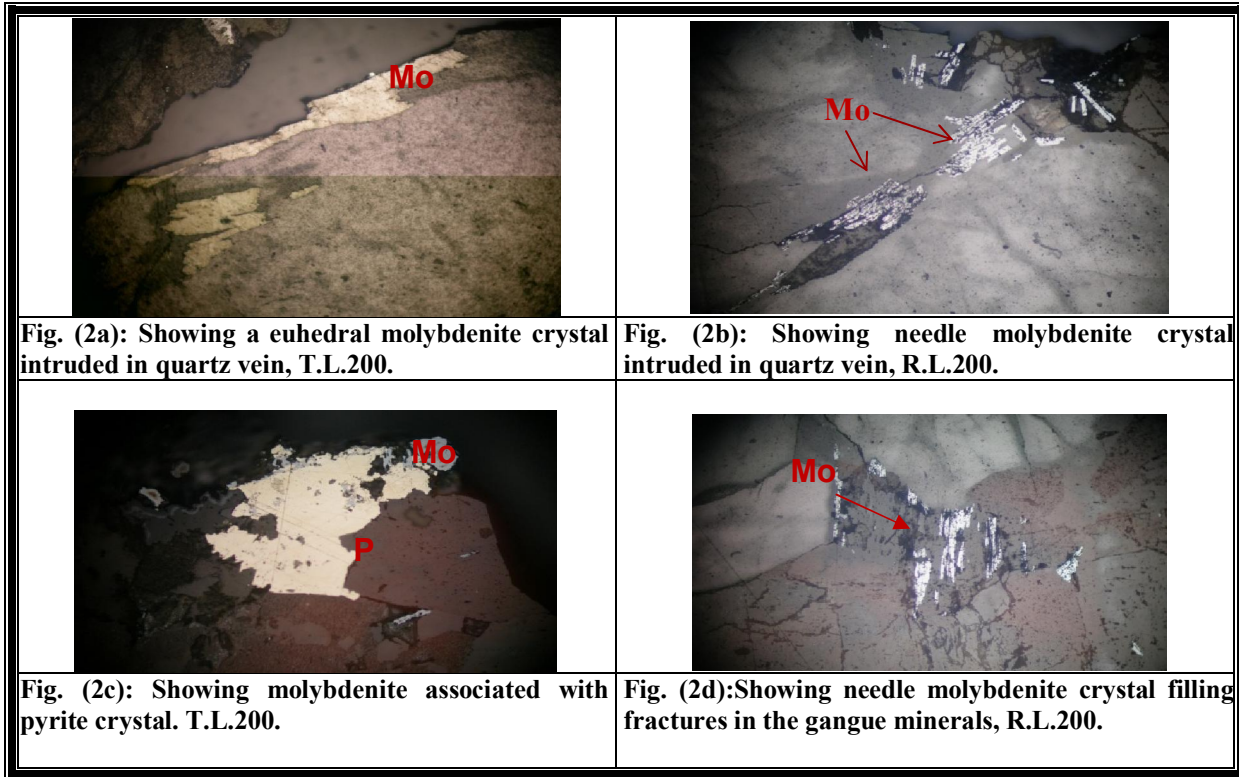 Mo
Mo
Fig. (2a): Showing a euhedral molybdenite crystal
intruded in quartz vein, T.L.200.
Fig. (2b): Showing needle molybdenite crystal
intruded in quartz vein, R.L.200.
Mo
P
Mo
Fig. (2c): Showing molybdenite associated with
pyrite crystal. T.L.200.
Fig. (2d):Showing needle molybdenite crystal filling
fractures in the gangue minerals, R.L.200.